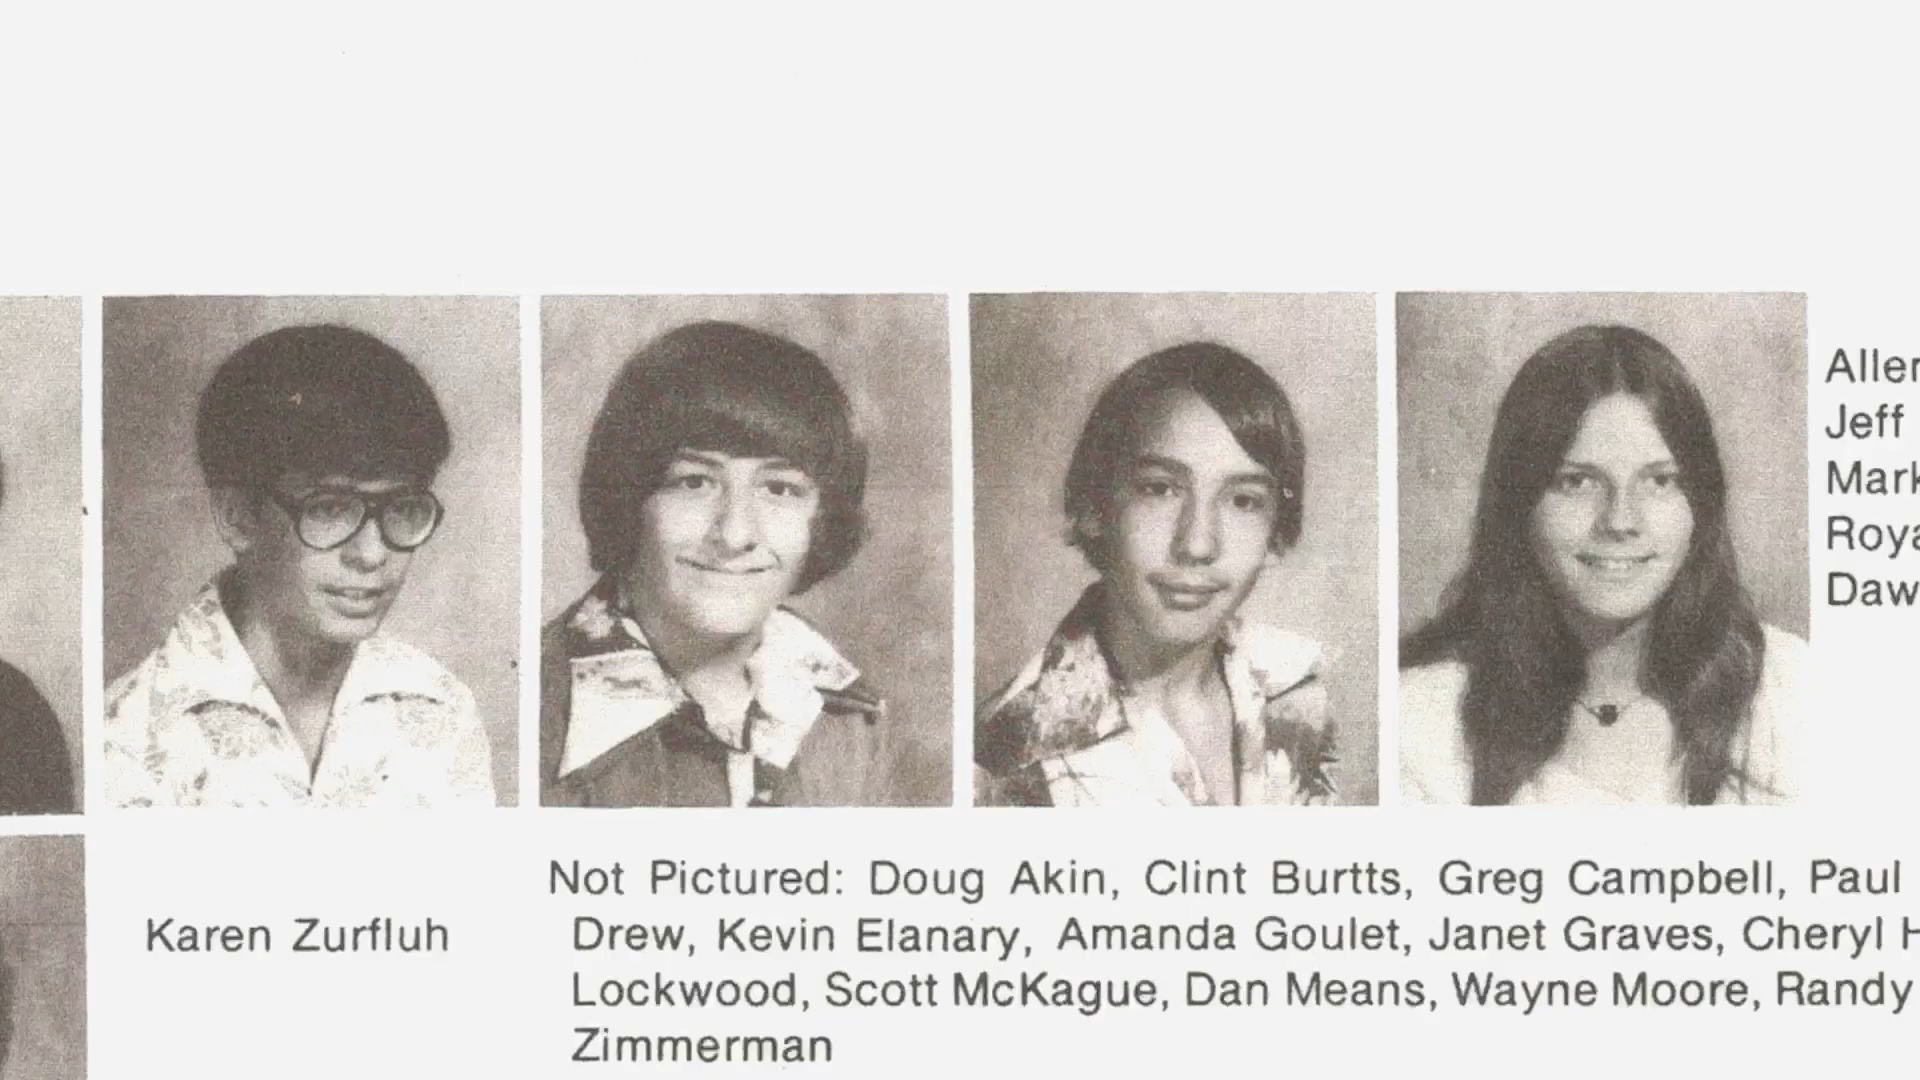 Aller
Jeff
Mark
Roya
Daw
Karen Zurfluh
Not Pictured: Doug Akin, Clint Burtts, Greg Campbell, Paul
Drew, Kevin Elanary, Amanda Goulet, Janet Graves, Cheryl H
Lockwood, Scott McKague, Dan Means, Wayne Moore, Randy
Zimmerman